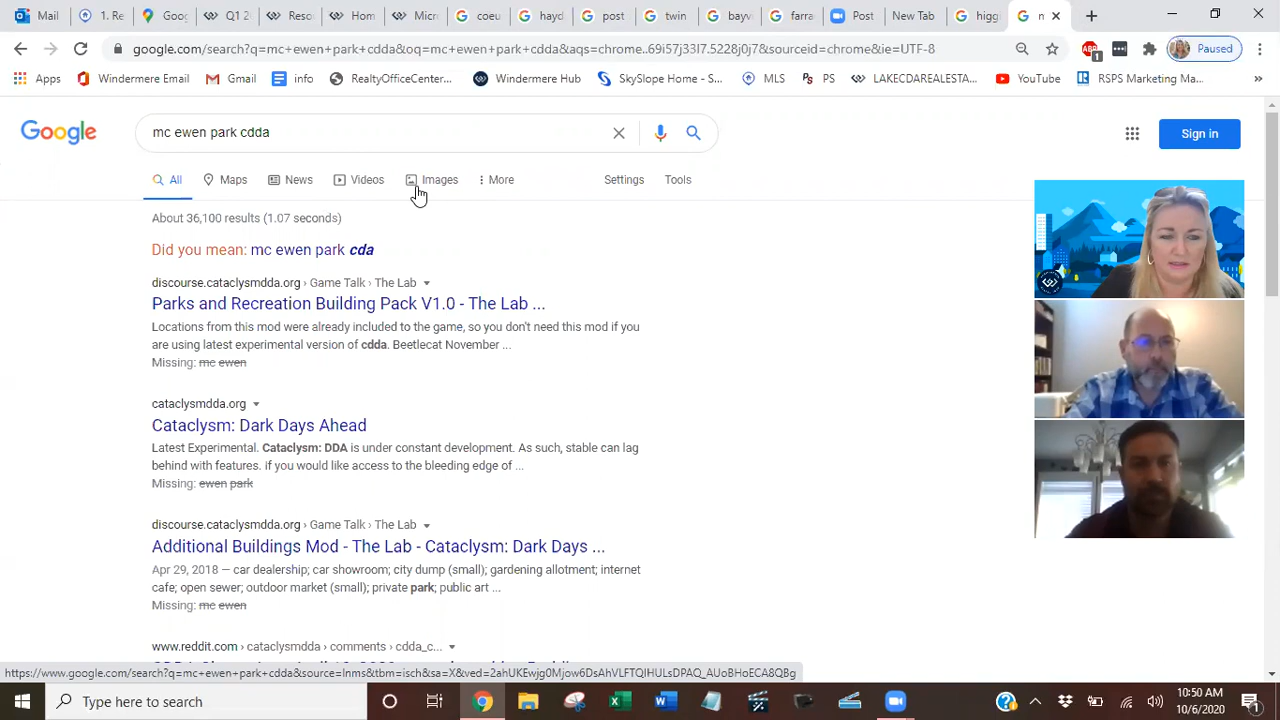 Mail
1. Re
Goo
Q1 2
Reso
Hom
Micr
coeu
hayd
post
twin
bayv
farra
Post
New Tab
higg
m
google.com/search?q=mc+ewen+park+cdda&oq=mc+ewen+park+cdda&aqs=chrome..69i57j33l7.5228j0j7&sourceid=chrome&ie=UTF-8
1
Paused
Apps
Windermere Email
Gmail
info
RealtyOfficeCenter...
Windermere Hub
SkySlope Home - S...
MLS
PS
LAKECDAREALESTA...
YouTube
RSPS Marketing Ma...
»
Google
mc ewen park cdda
Sign in
All
Maps
News
Videos
Images
More
Settings
Tools
About 36,100 results (1.07 seconds)
Did you mean: mc ewen park cda
discourse.cataclysmdda.org › Game Talk › The Lab
Parks and Recreation Building Pack V1.0 - The Lab ...
Locations from this mod were already included to the game, so you don't need this mod if you
are using latest experimental version of cdda. Beetlecat November ...
Missing: mc ewen
cataclysmdda.org
Cataclysm: Dark Days Ahead
Latest Experimental. Cataclysm: DDA is under constant development. As such, stable can lag
behind with features. if you would like access to the bleeding edge of ...
Missing: ewen park
discourse.cataclysmdda.org › Game Talk › The Lab
Additional Buildings Mod - The Lab - Cataclysm: Dark Days ...
Apr 29, 2018 — car dealership; car showroom; city dump (small); gardening allotment; internet
cafe; open sewer; outdoor market (small); private park; public art ...
Missing: mc ewen
www.reddit.com › cataclysmdda › comments › cdda_c...
https://www.google.com/search?q=mc+ewen+park+cdda&source=lnms&tbm=isch&sa=X&ved=2ahUKEwjg0Mjow6DsAhVLFTQIHULsDPAQ_AUoBHoECA8QBg
Type here to search
10:50 AM
10/6/2020
1